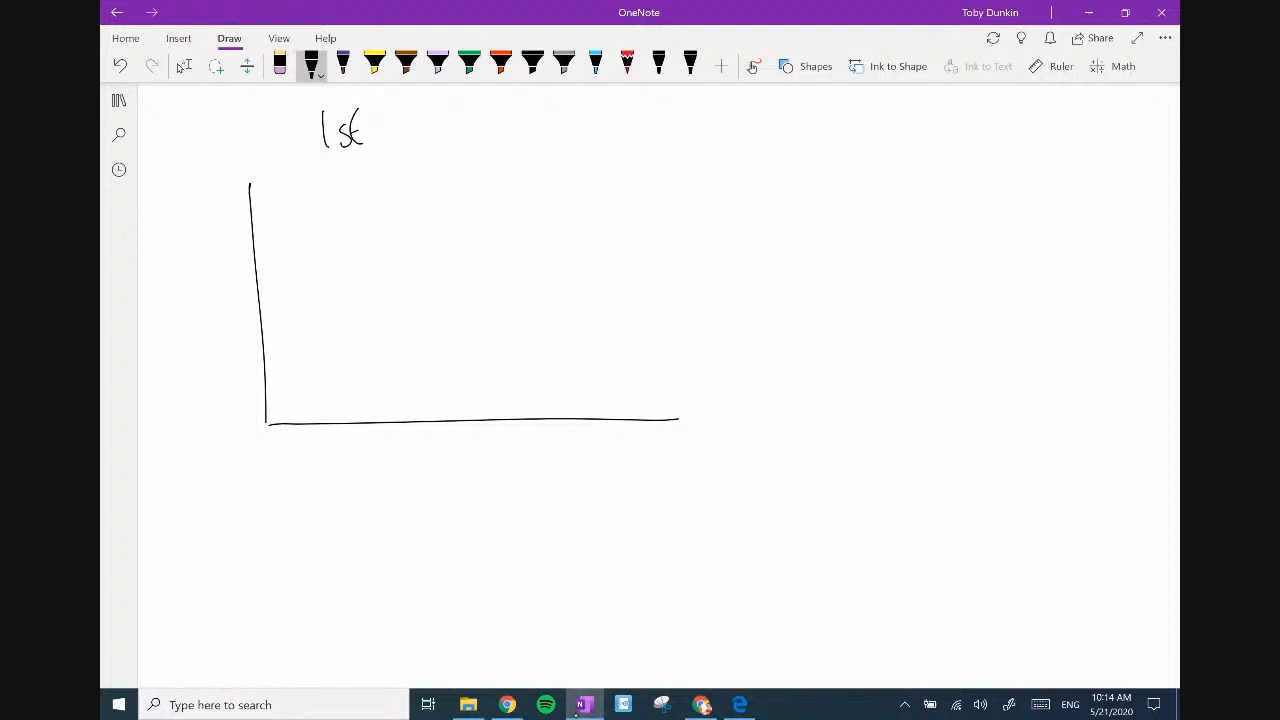 OneNote
Toby Dunkin
Home Insert Draw View Help
Share
Shapes
Ink to Shape
Ink to Text
Ruler
Math
1st
Type here to search
ENG
10:14 AM
5/21/2020